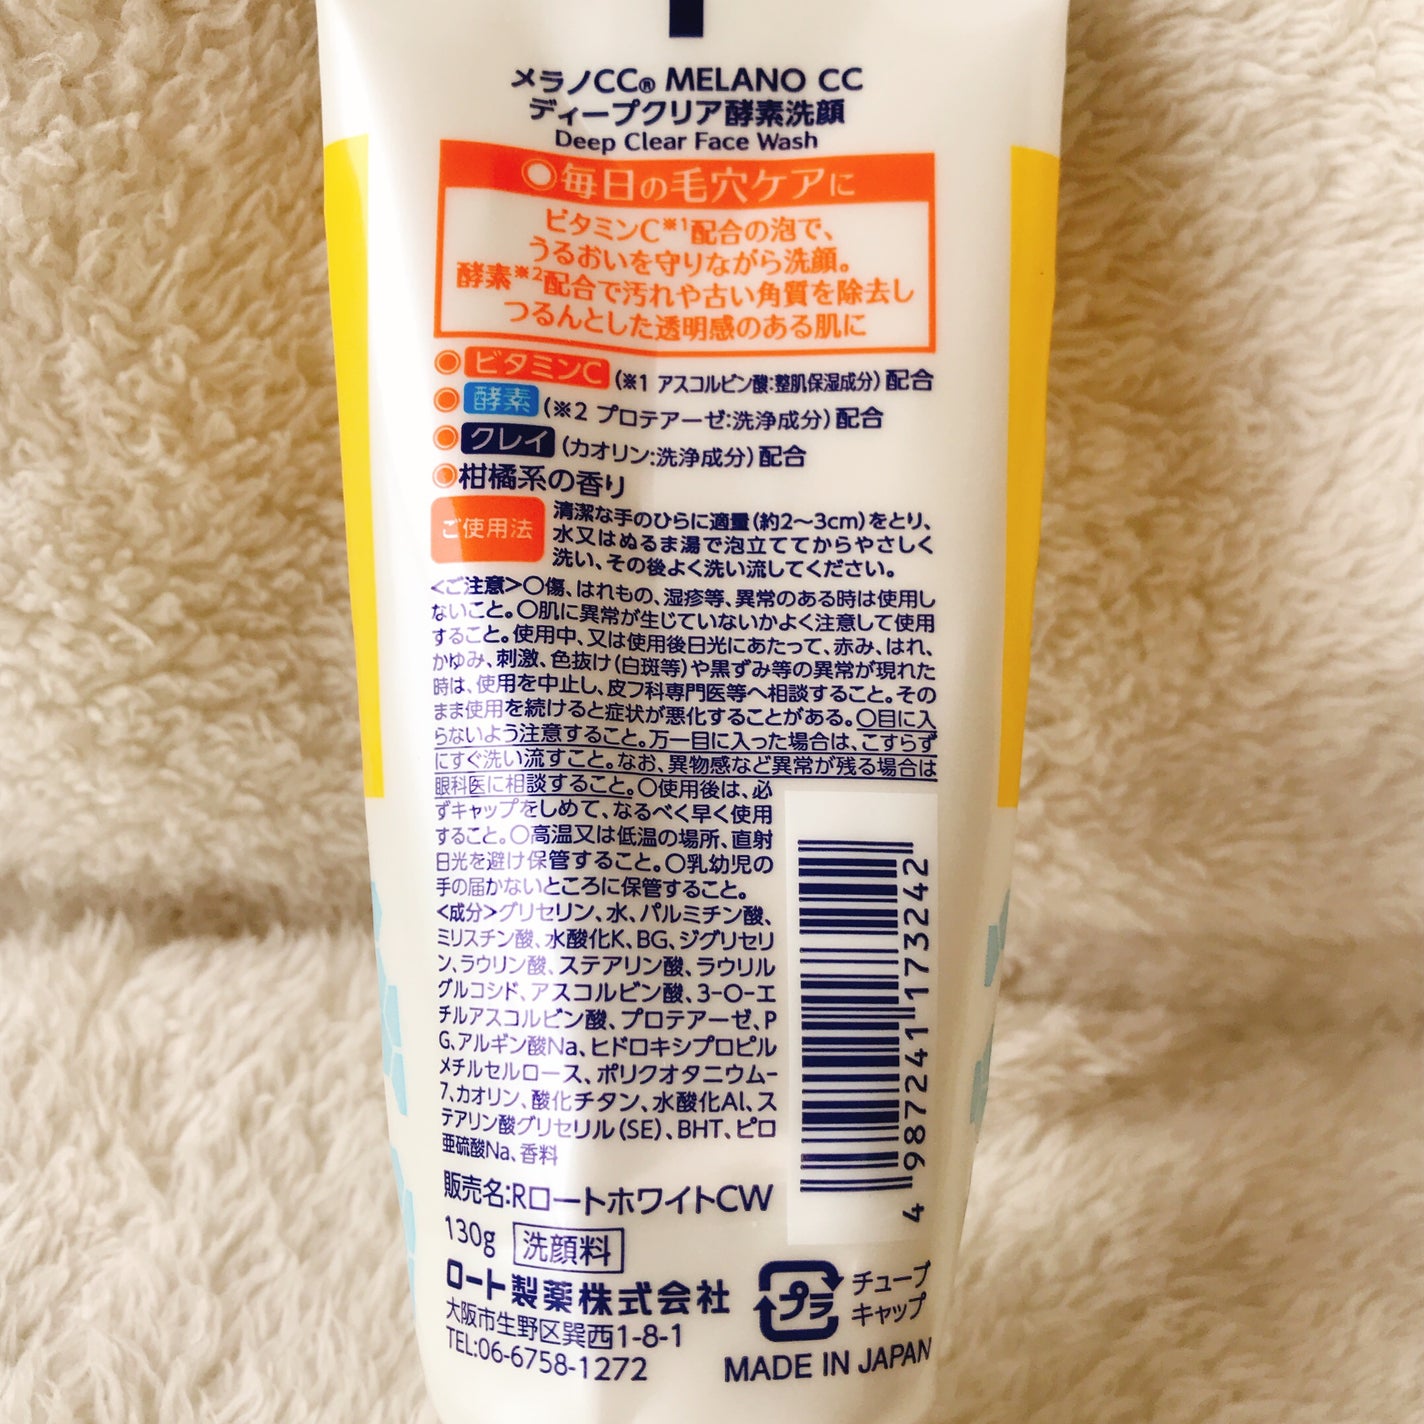 メラノCC® MELANO CC
ディープクリア酵素洗顔
Deep Clear Face Wash
◎毎日の毛穴ケアに
ビタミンC※1配合の泡で、
うるおいを守りながら洗顔。
酵素※2配合で汚れや古い角質を除去し
つるんとした透明感のある肌に
◎ビタミンC(※1 アスコルビン酸:整肌保湿成分)配合
◎酵素(※2 プロテアーゼ:洗浄成分)配合
◎クレイ(カオリン:洗浄成分)配合
◎柑橘系の香り
ご使用法
清潔な手のひらに適量(約2〜3cm)をとり、
水又はぬるま湯で泡立ててからやさしく
洗い、その後よく洗い流してください。
<ご注意>〇傷、はれもの、湿疹等、異常のある時は使用し
ないこと。〇肌に異常が生じていないかよく注意して使用
すること。使用中、又は使用後日光にあたって、赤み、はれ、
かゆみ、刺激、色抜け(白斑等)や黒ずみ等の異常が現れた
時は、使用を中止し、皮フ科専門医等へ相談すること。その
まま使用を続けると症状が悪化することがある。〇目に入
らないよう注意すること。万一目に入った場合は、こすらず
にすぐ洗い流すこと。なお、異物感など異常が残る場合は
眼科医に相談すること。〇使用後は、必
ずキャップをしめて、なるべく早く使用
すること。〇高温又は低温の場所、直射
日光を避け保管すること。〇乳幼児の
手の届かないところに保管すること。
<成分>グリセリン、水、パルミチン酸、
ミリスチン酸、水酸化K、BG、ジグリセリ
ン、ラウリン酸、ステアリン酸、ラウリル
グルコシド、アスコルビン酸、3-O-エ
チルアスコルビン酸、プロテアーゼ、P
G、アルギン酸Na、ヒドロキシプロピル
メチルセルロース、ポリクオタニウム-
7、カオリン、酸化チタン、水酸化Al、ス
テアリン酸グリセリル(SE)、BHT、ピロ
亜硫酸Na、香料
4987241173242
販売名:RロートホワイトCW
130g 洗顔料
ロート製薬株式会社
大阪市生野区巽西1-8-1
TEL:06-6758-1272
プラ
チューブ
キャップ
MADE IN JAPAN